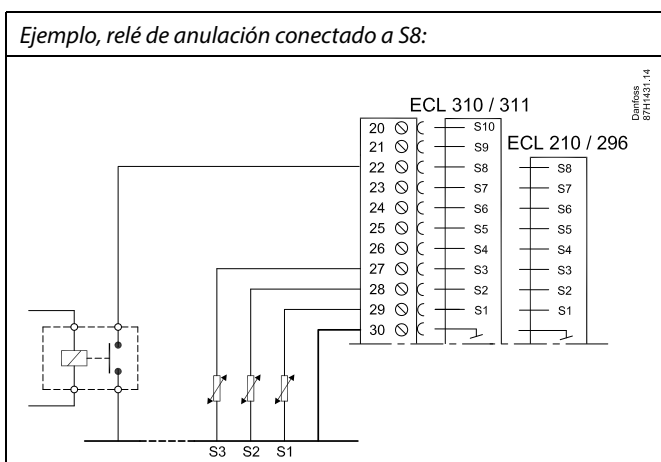 Ejemplo, relé de anulación conectado a S8:
Danfoss
87H1431.14
ECL 310 / 311
ECL 210 / 296
20 S10
21 S9
22 S8 S8
23 S7 S7
24 S6 S6
25 S5 S5
26 S4 S4
27 S3 S3
28 S2 S2
29 S1 S1
30
S3 S2 S1